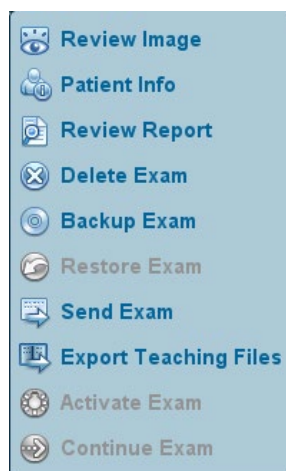 Review Image
Patient Info
Review Report
Delete Exam
Backup Exam
Restore Exam
Send Exam
Export Teaching Files
Activate Exam
Continue Exam